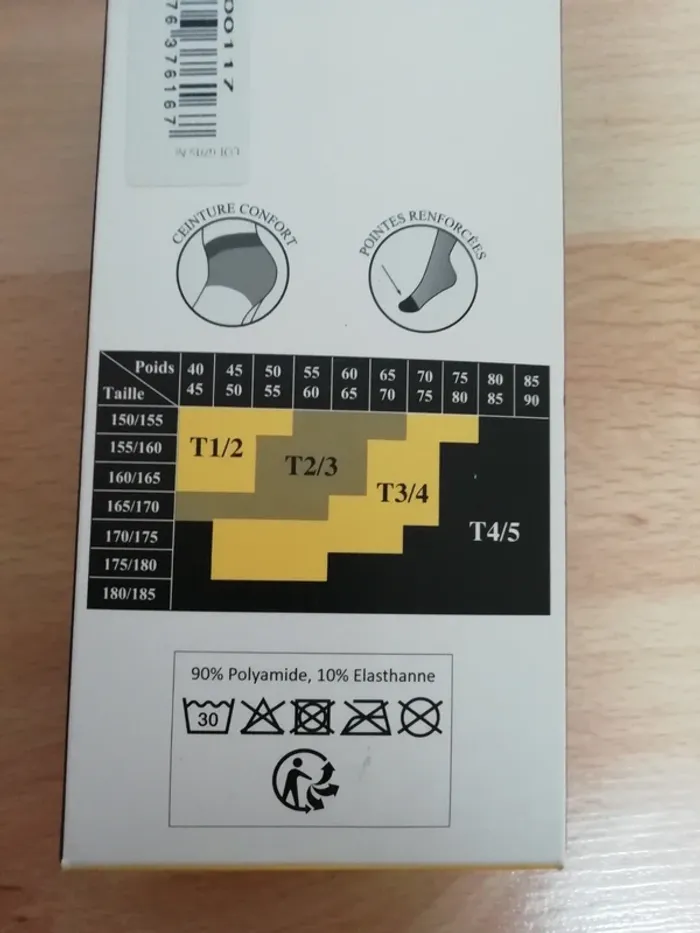 00117
76 376167
CEINTURE CONFORT
POINTES RENFORCÉES
Poids 40 45 50 55 60 65 70 75 80 85
Taille 45 50 55 60 65 70 75 80 85 90
150/155
155/160 T1/2
160/165 T2/3
165/170 T3/4
170/175 T4/5
175/180
180/185
90% Polyamide, 10% Elasthanne
30